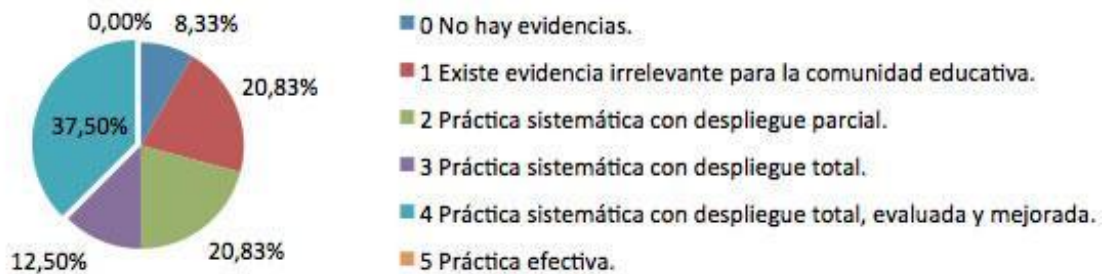 0,00%
8,33%
20,83%
37,50%
12,50%
20,83%
0 No hay evidencias.
1 Existe evidencia irrelevante para la comunidad educativa.
2 Práctica sistemática con despliegue parcial.
3 Práctica sistemática con despliegue total.
4 Práctica sistemática con despliegue total, evaluada y mejorada.
5 Práctica efectiva.